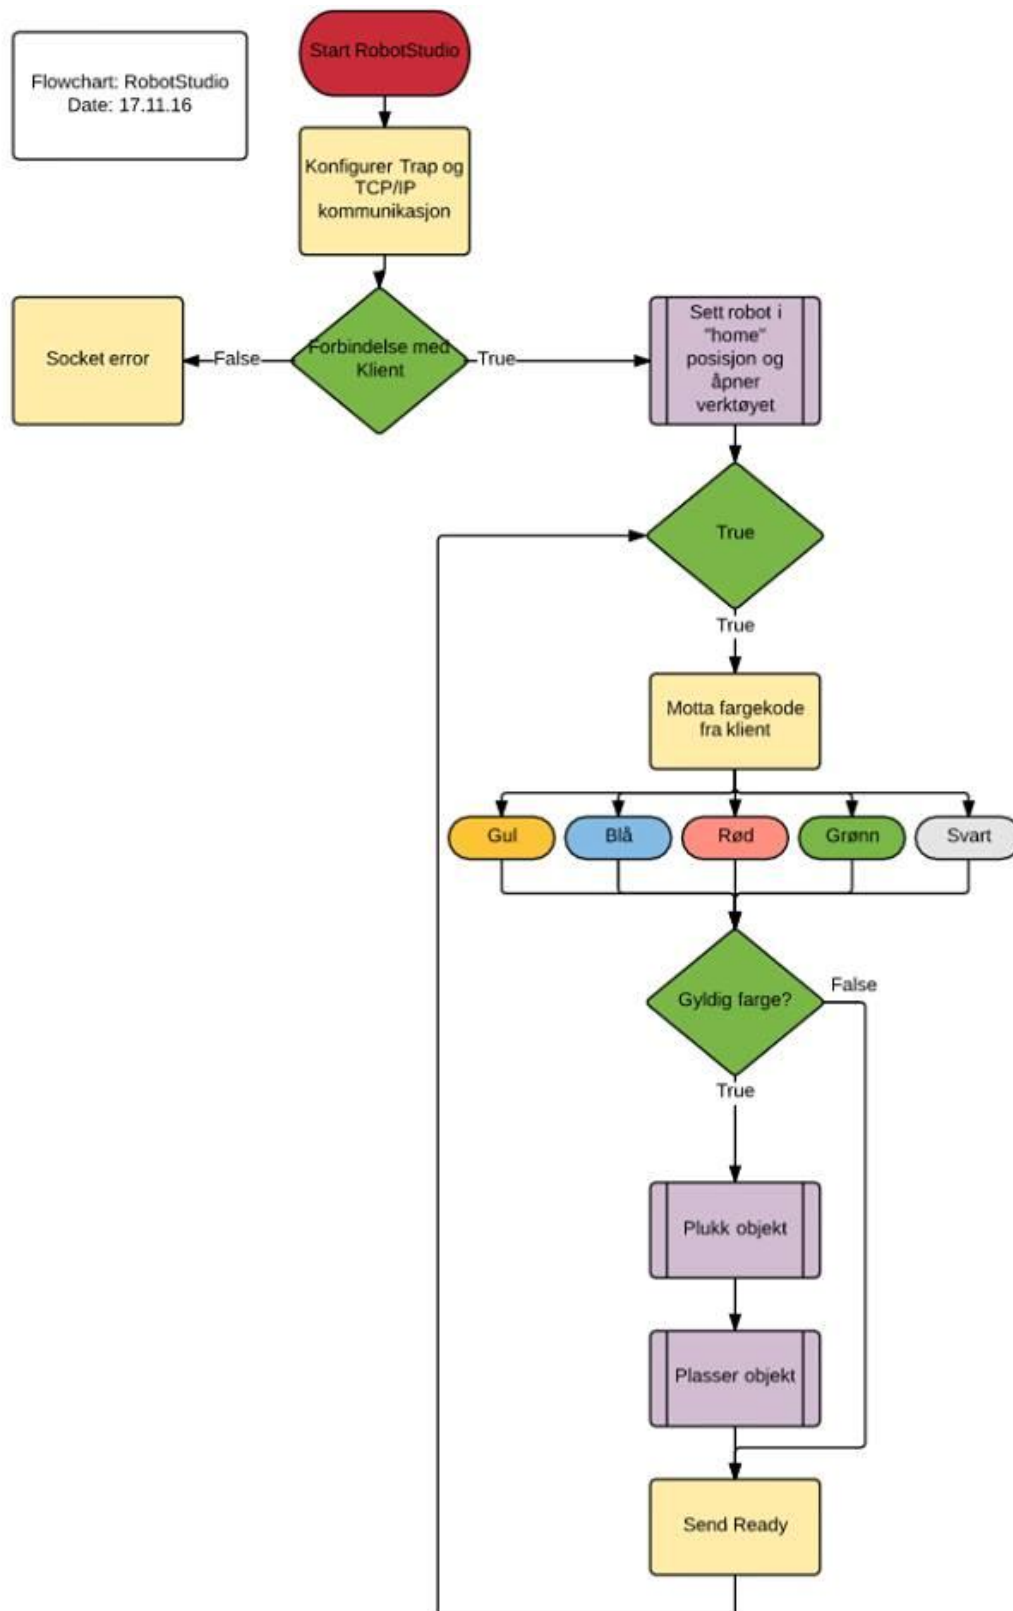 Flowchart: RobotStudio
Date: 17.11.16
Start RobotStudio
Konfigurer Trap og
TCP/IP
kommunikasjon
Socket error
False
Forbindelse med
Klient
True
Sett robot i
"home"
posisjon og
åpner
verktøyet
True
True
Motta fargekode
fra klient
Gul
Blå
Rød
Grønn
Svart
Gyldig farge?
False
True
Plukk objekt
Plasser objekt
Send Ready